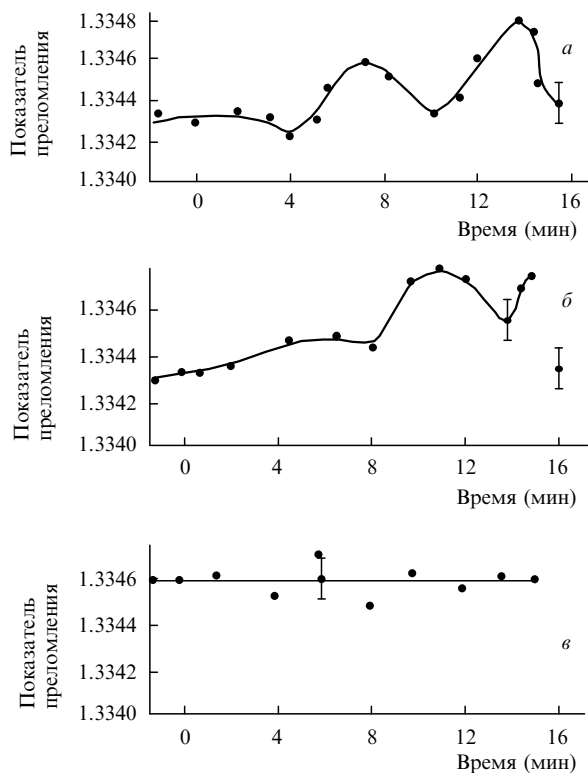 Показатель
преломления
1.3348
1.3346
1.3344
1.3342
1.3340
а
0 4 8 12 16
Время (мин)
Показатель
преломления
1.3346
1.3344
1.3342
1.3340
б
0 4 8 12 16
Время (мин)
Показатель
преломления
1.3346
1.3344
1.3342
1.3340
в
0 4 8 12 16
Время (мин)